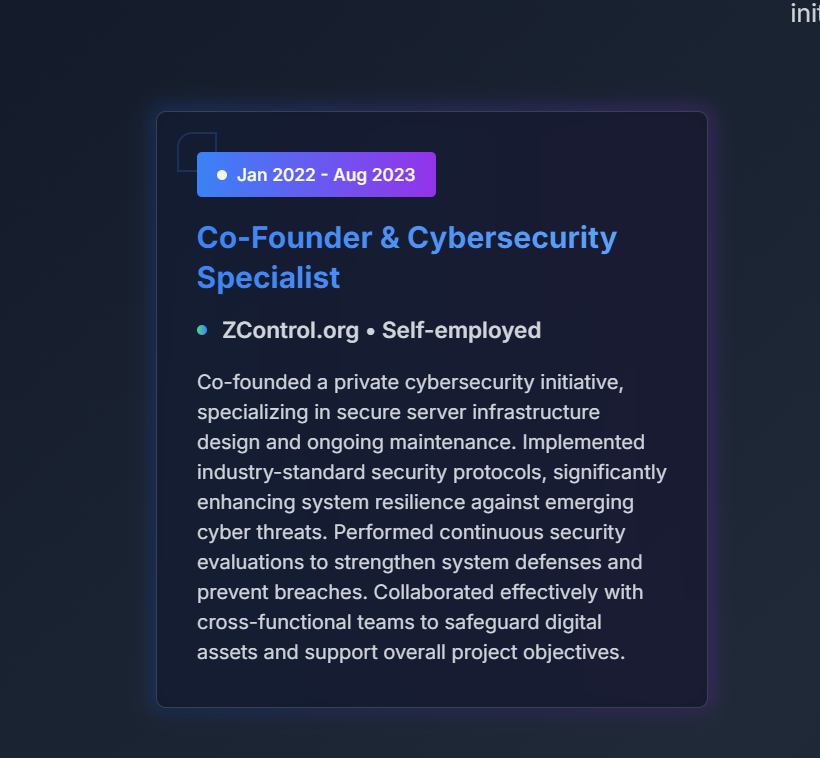 init
Jan 2022 - Aug 2023
Co-Founder & Cybersecurity
Specialist
ZControl.org • Self-employed
Co-founded a private cybersecurity initiative,
specializing in secure server infrastructure
design and ongoing maintenance. Implemented
industry-standard security protocols, significantly
enhancing system resilience against emerging
cyber threats. Performed continuous security
evaluations to strengthen system defenses and
prevent breaches. Collaborated effectively with
cross-functional teams to safeguard digital
assets and support overall project objectives.